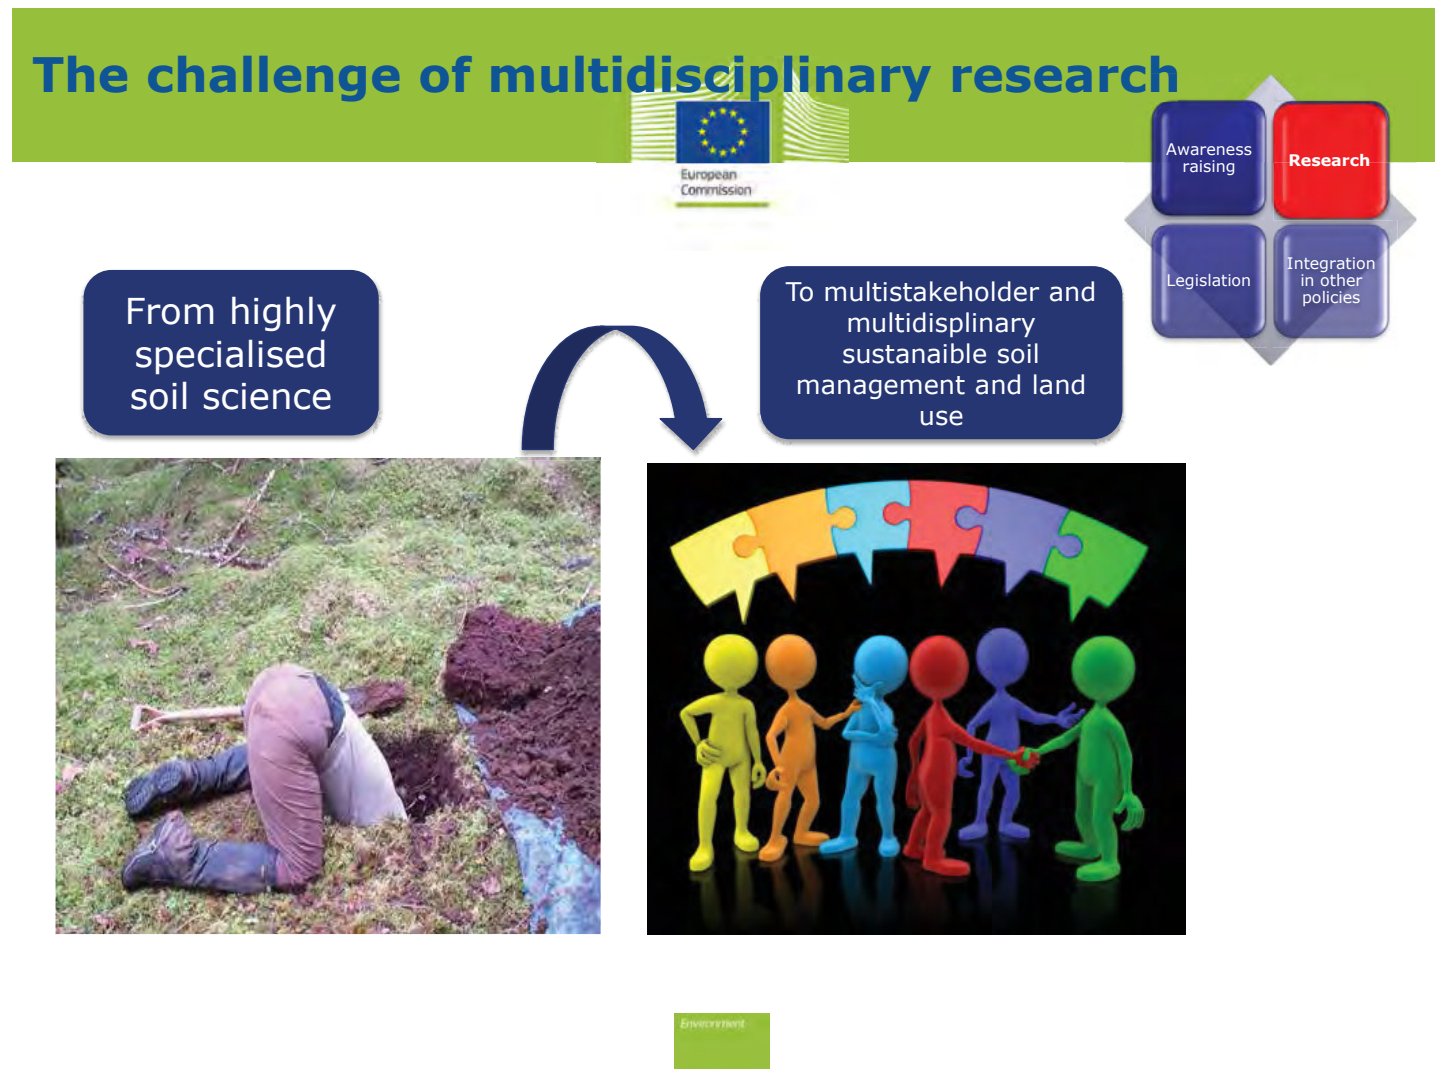 The challenge of multidisciplinary research
European
Commission
Awareness
raising
Research
Legislation
Integration
in other
policies
From highly
specialised
soil science
To multistakeholder and
multidisplinary
sustanaible soil
management and land
use
Environment